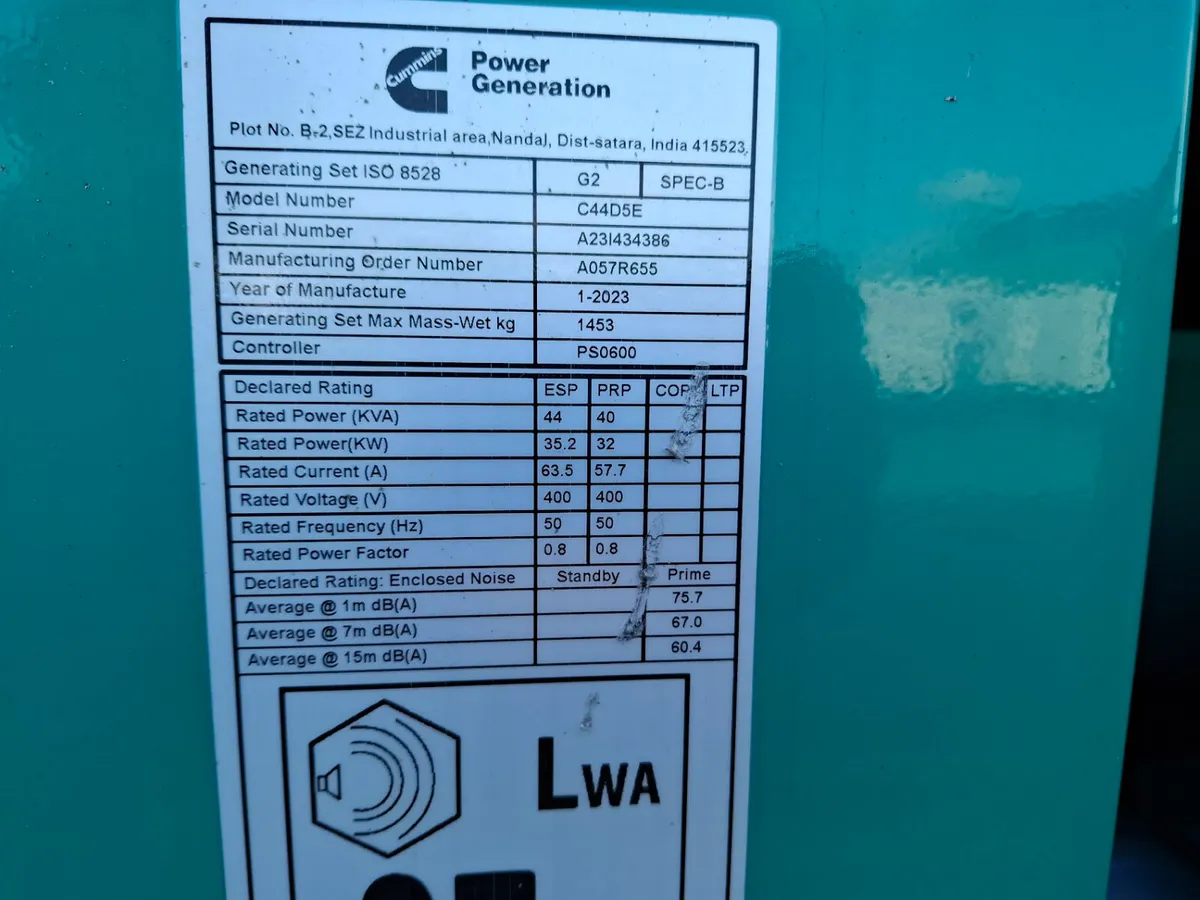 Cummins
Power
Generation
Plot No. B-2,SEZ Industrial area,Nandal, Dist-satara, India 415523,
Generating Set ISO 8528 G2 SPEC-B
Model Number C44D5E
Serial Number A23I434386
Manufacturing Order Number A057R655
Year of Manufacture 1-2023
Generating Set Max Mass-Wet kg 1453
Controller PS0600
Declared Rating ESP PRP COP LTP
Rated Power (KVA) 44 40
Rated Power(KW) 35.2 32
Rated Current (A) 63.5 57.7
Rated Voltage (V) 400 400
Rated Frequency (Hz) 50 50
Rated Power Factor 0.8 0.8
Declared Rating: Enclosed Noise Standby Prime
Average @ 1m dB(A) 75.7
Average @ 7m dB(A) 67.0
Average @ 15m dB(A) 60.4
LWA